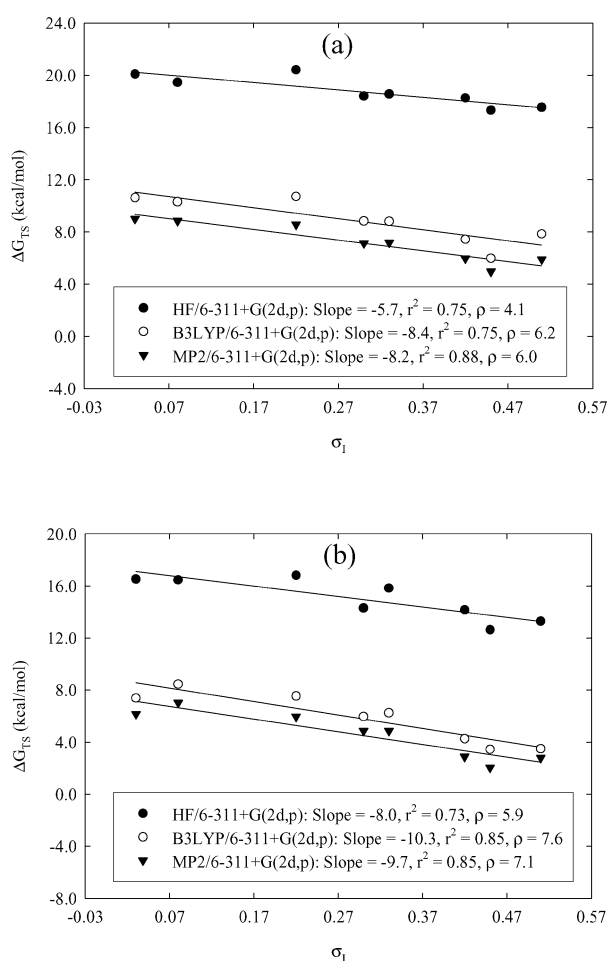 (a)
24.0
20.0
16.0
12.0
8.0
4.0
0.0
-4.0
ΔG_TS (kcal/mol)
HF/6-311+G(2d,p): Slope = -5.7, r² = 0.75, ρ = 4.1
B3LYP/6-311+G(2d,p): Slope = -8.4, r² = 0.75, ρ = 6.2
MP2/6-311+G(2d,p): Slope = -8.2, r² = 0.88, ρ = 6.0
-0.03 0.07 0.17 0.27 0.37 0.47 0.57
σ_I
(b)
20.0
16.0
12.0
8.0
4.0
0.0
-4.0
-8.0
ΔG_TS (kcal/mol)
HF/6-311+G(2d,p): Slope = -8.0, r² = 0.73, ρ = 5.9
B3LYP/6-311+G(2d,p): Slope = -10.3, r² = 0.85, ρ = 7.6
MP2/6-311+G(2d,p): Slope = -9.7, r² = 0.85, ρ = 7.1
-0.03 0.07 0.17 0.27 0.37 0.47 0.57
σ_I